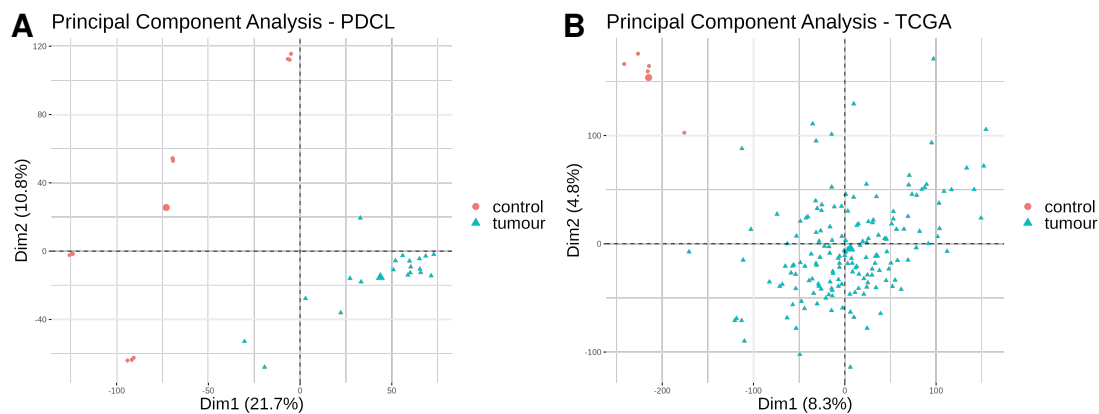 A
Principal Component Analysis - PDCL
120
80
40
0
-40
-100
-50
0
50
Dim1 (21.7%)
Dim2 (10.8%)
control
tumour
B
Principal Component Analysis - TCGA
100
0
-100
-200
-100
0
100
Dim1 (8.3%)
Dim2 (4.8%)
control
tumour